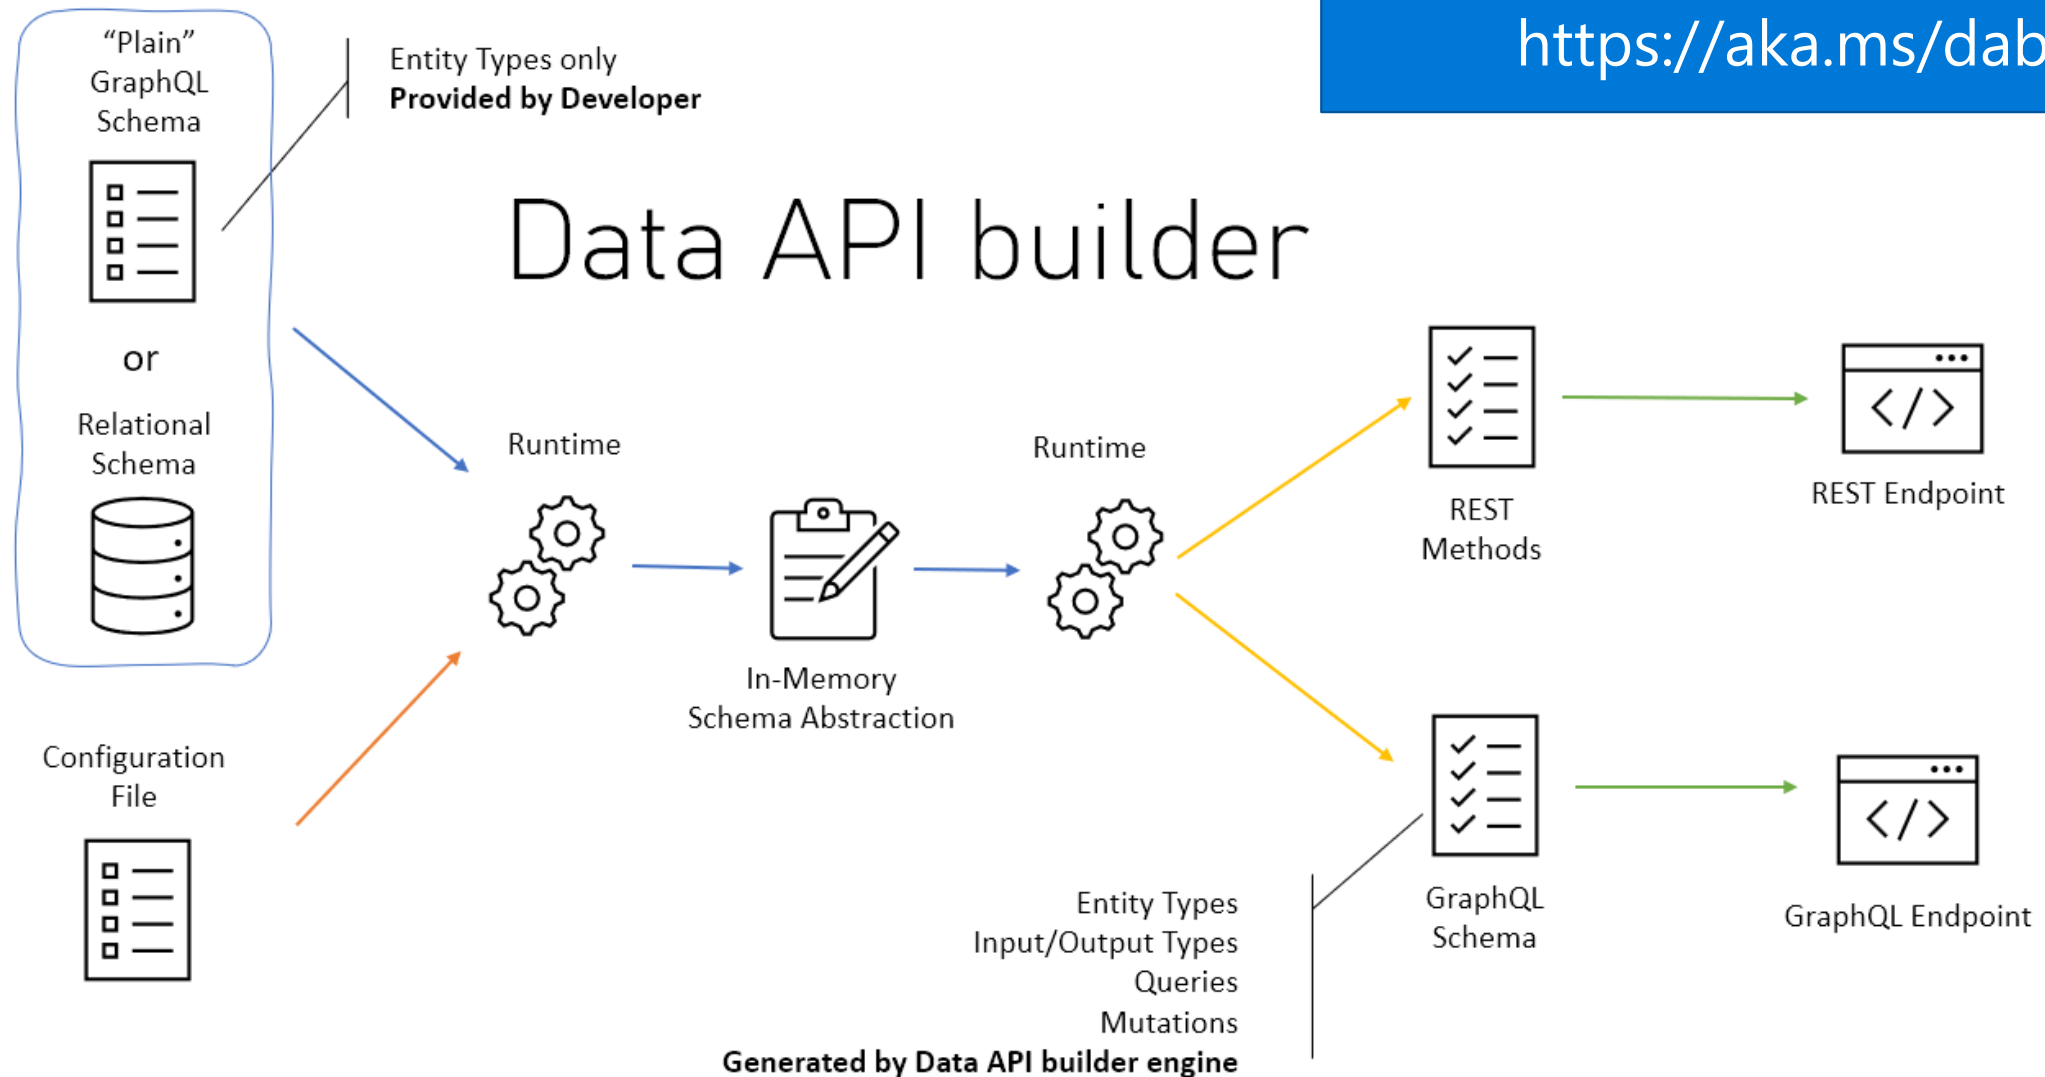 “Plain”
GraphQL
Schema
Entity Types only
Provided by Developer
https://aka.ms/dab
Data API builder
or
Relational
Schema
Runtime
In-Memory
Schema Abstraction
Runtime
REST
Methods
REST Endpoint
Configuration
File
GraphQL
Schema
GraphQL Endpoint
Entity Types
Input/Output Types
Queries
Mutations
Generated by Data API builder engine